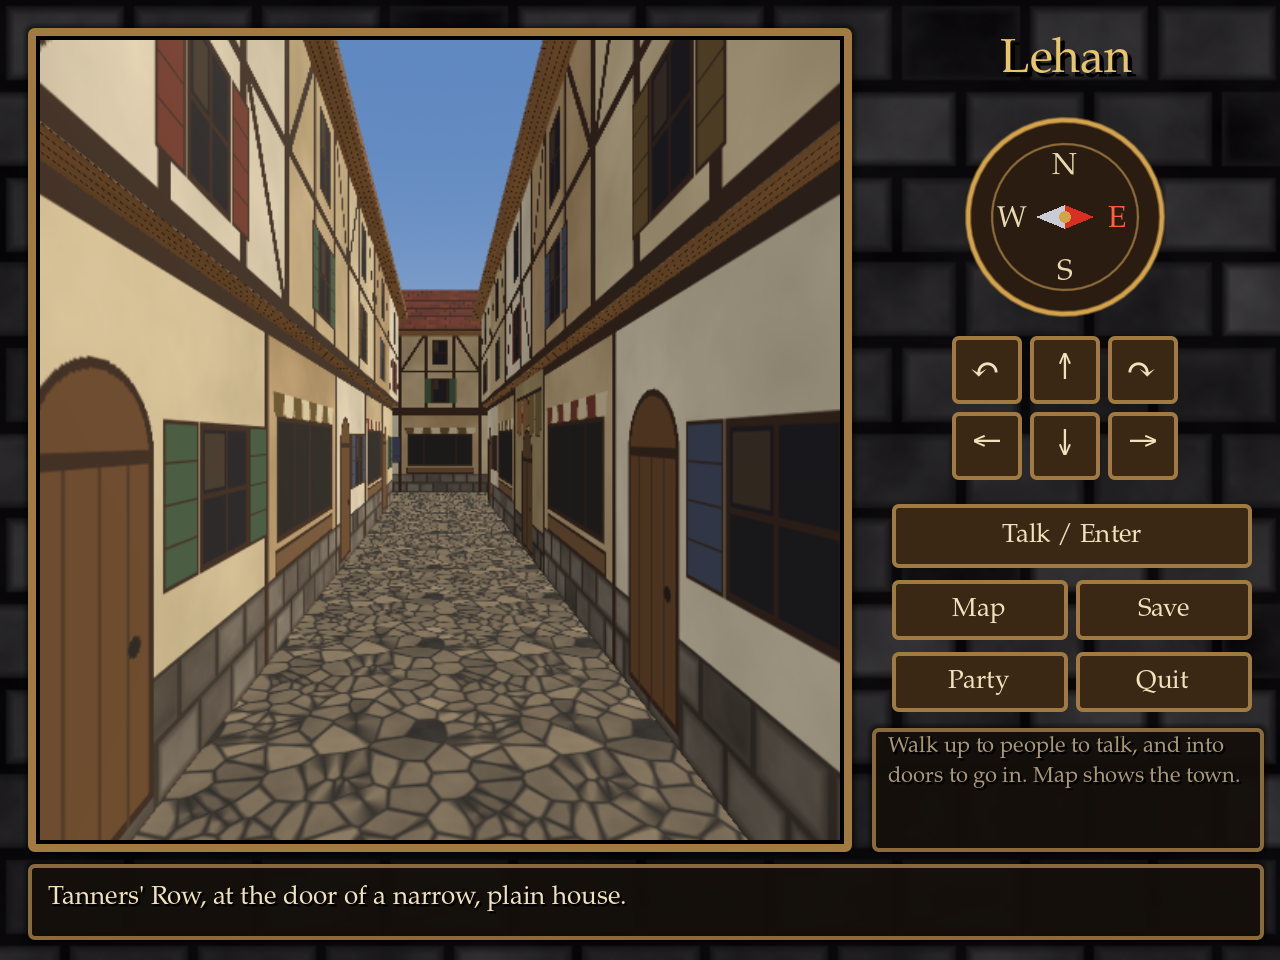 Lehan
N
W E
S
Talk / Enter
Map Save
Party Quit
Walk up to people to talk, and into
doors to go in. Map shows the town.
Tanners' Row, at the door of a narrow, plain house.